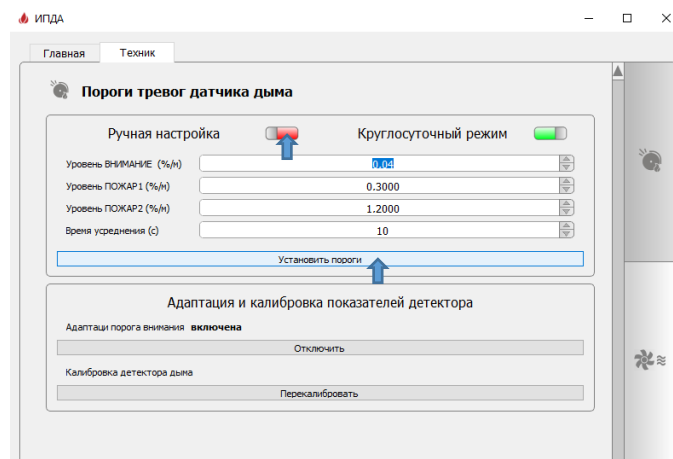 ИПДА
Главная Техник
Пороги тревог датчика дыма
Ручная настройка Круглосуточный режим
Уровень ВНИМАНИЕ (%/м) 0.04
Уровень ПОЖАР1 (%/м) 0.3000
Уровень ПОЖАР2 (%/м) 1.2000
Время усреднения (с) 10
Установить пороги
Адаптация и калибровка показателей детектора
Адаптаци порога внимания включена
Отключить
Калибровка детектора дыма
Перекалибровать